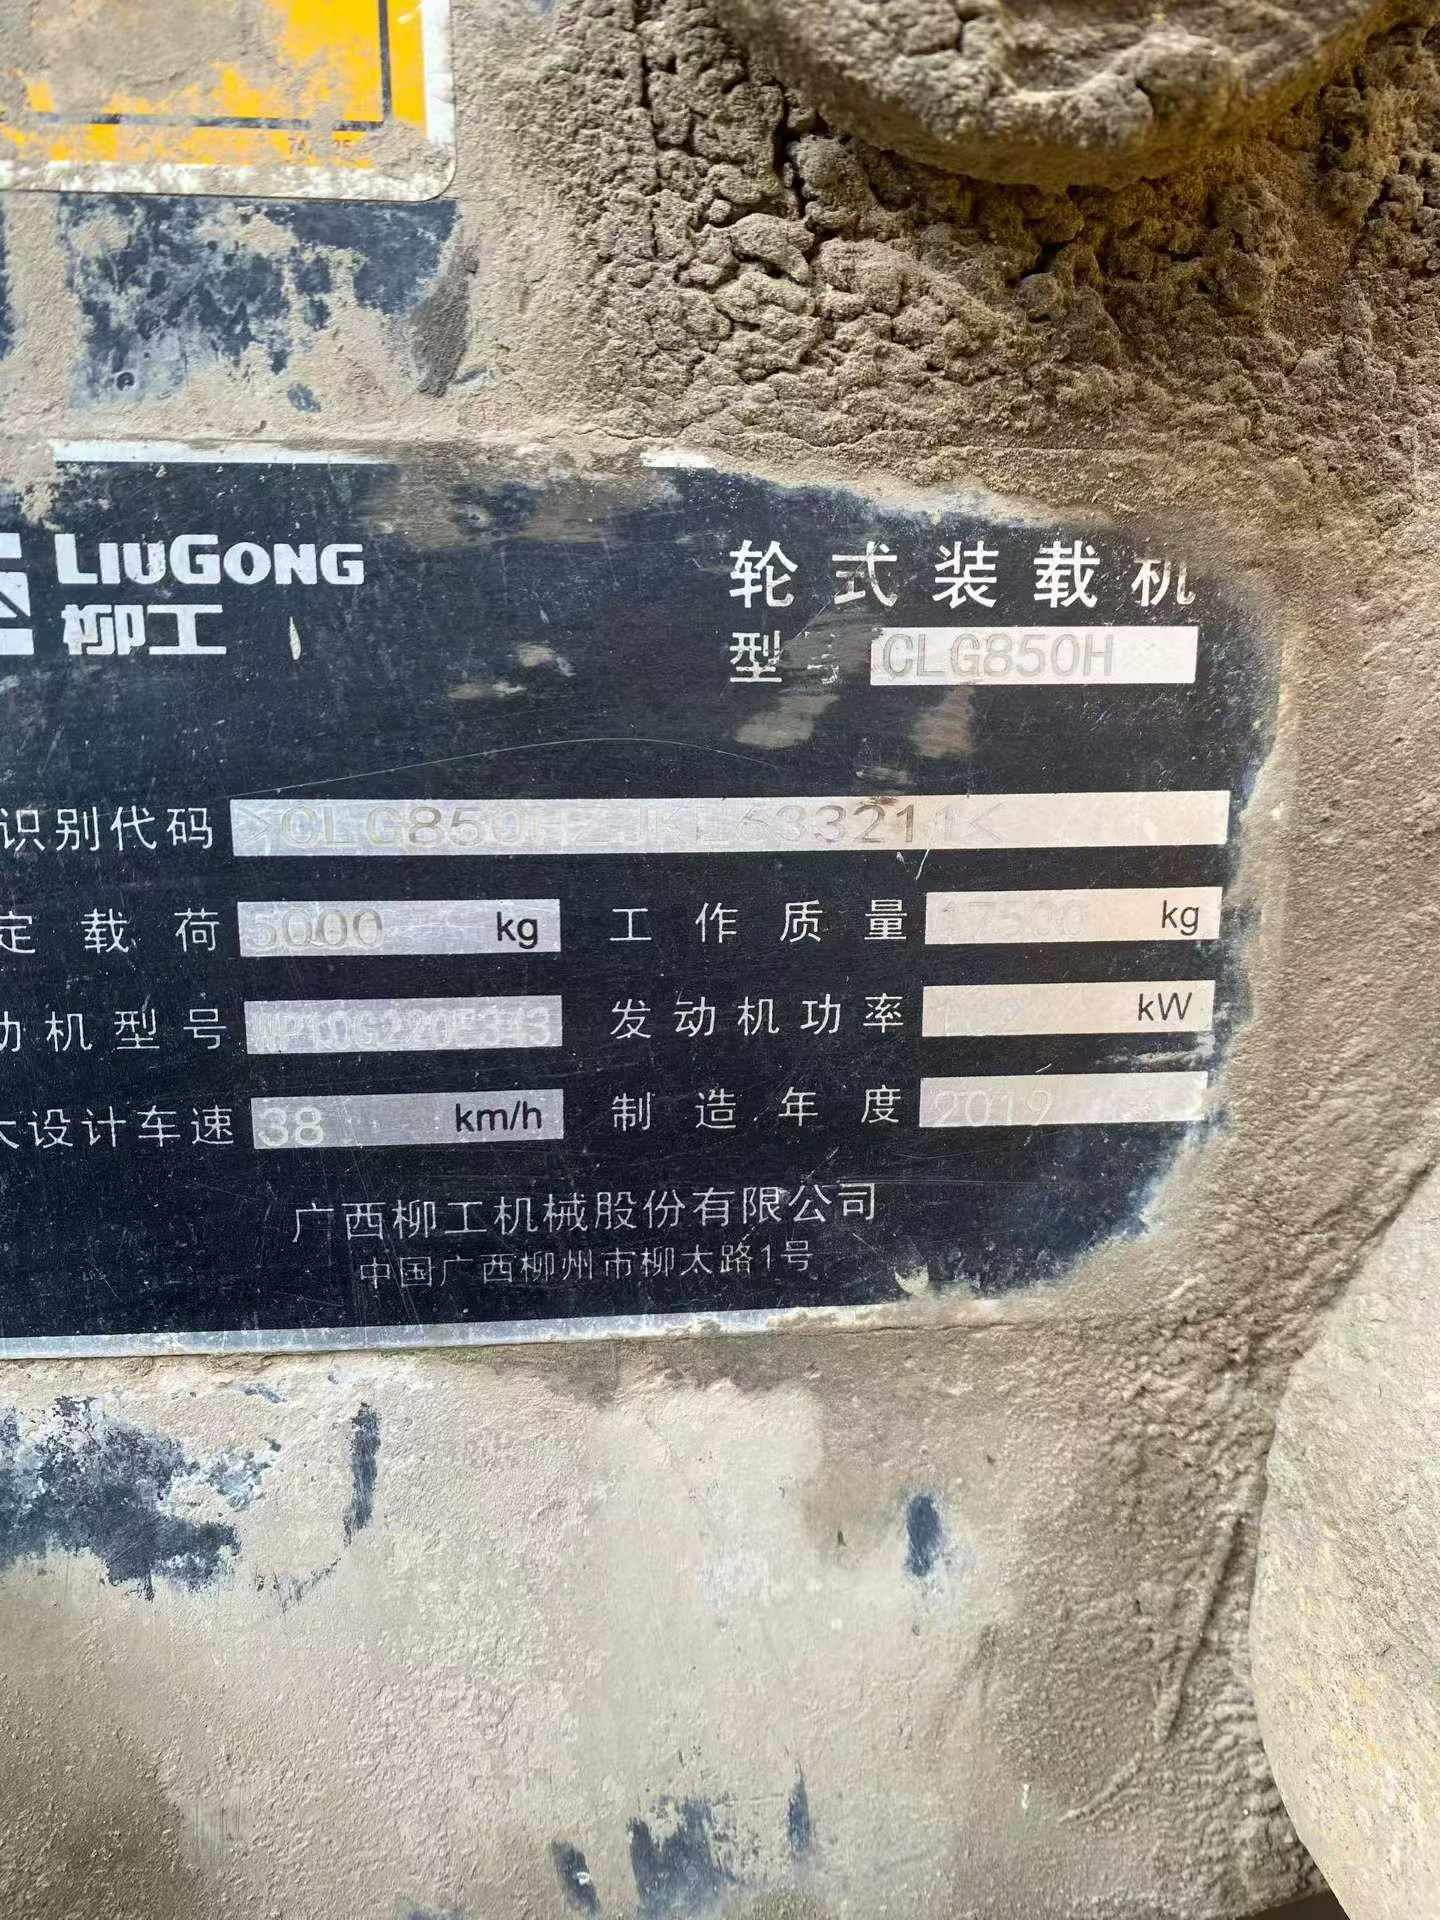 LIUGONG
柳工
轮式装载机
型 CLG850H
识别代码 >CLG850HZJKL633211<
定载荷 5000 kg 工作质量 17500 kg
动机型号 发动机功率 kW
大设计车速 38 km/h 制造年度 2019
广西柳工机械股份有限公司
中国广西柳州市柳太路1号